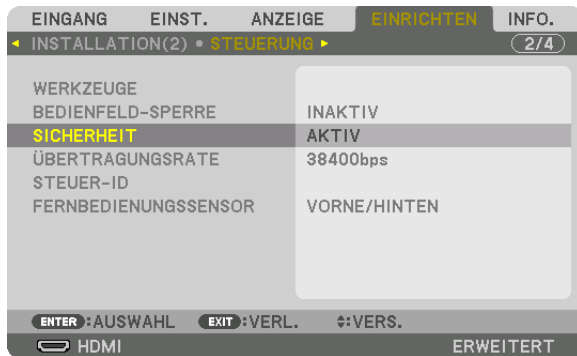 EINGANG EINST. ANZEIGE EINRICHTEN INFO.
INSTALLATION(2) • STEUERUNG 2/4
WERKZEUGE
BEDIENFELD-SPERRE INAKTIV
SICHERHEIT AKTIV
ÜBERTRAGUNGSRATE 38400bps
STEUER-ID
FERNBEDIENUNGSSENSOR VORNE/HINTEN
ENTER :AUSWAHL EXIT :VERL. :VERS.
HDMI ERWEITERT